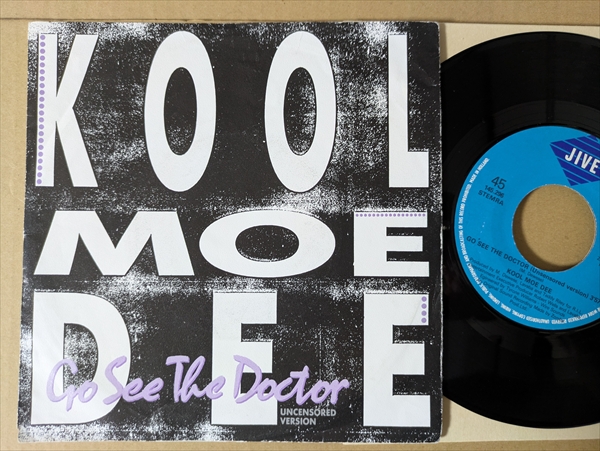 KOOL
MOE
DEE
Go See The Doctor
UNCENSORED
VERSION
JIVE
45
STEMRA
GO SEE THE DOCTOR (Uncensored version)
KOOL MOE DEE